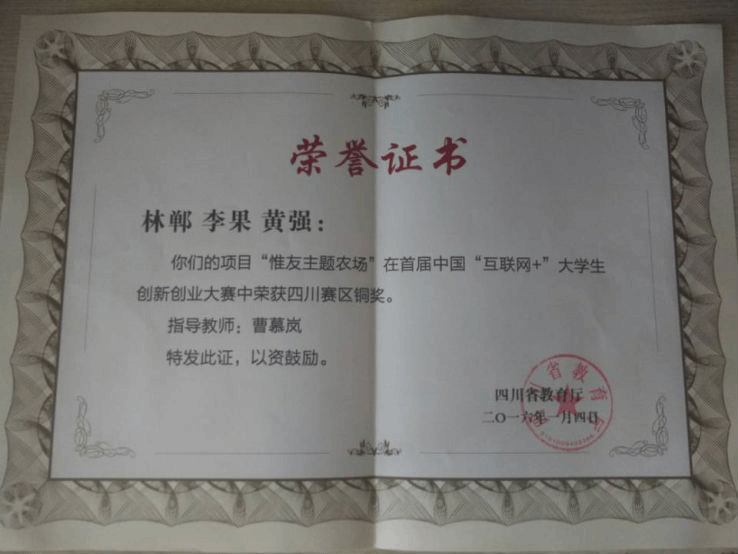 荣誉证书
林郸 李果 黄强：
你们的项目“惟友主题农场”在首届中国“互联网+”大学生
创新创业大赛中荣获四川赛区铜奖。
指导教师：曹慕岚
特发此证，以资鼓励。
四川省教育厅
二〇一六年一月四日